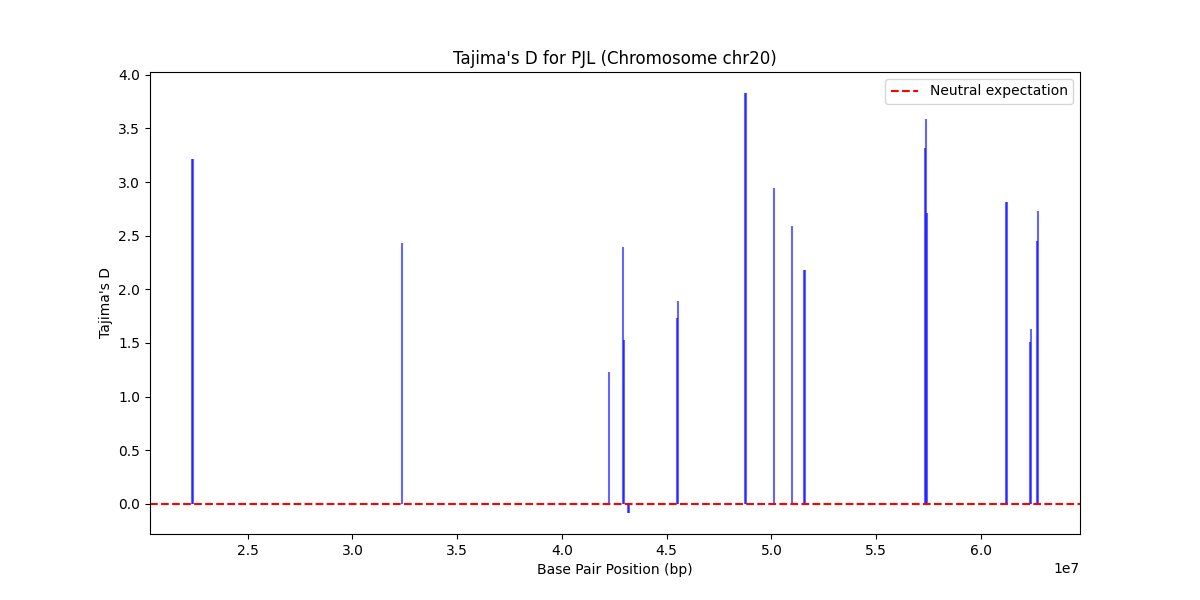 Tajima's D for PJL (Chromosome chr20)
Neutral expectation
Tajima's D
4.0
3.5
3.0
2.5
2.0
1.5
1.0
0.5
0.0
2.5 3.0 3.5 4.0 4.5 5.0 5.5 6.0
1e7
Base Pair Position (bp)